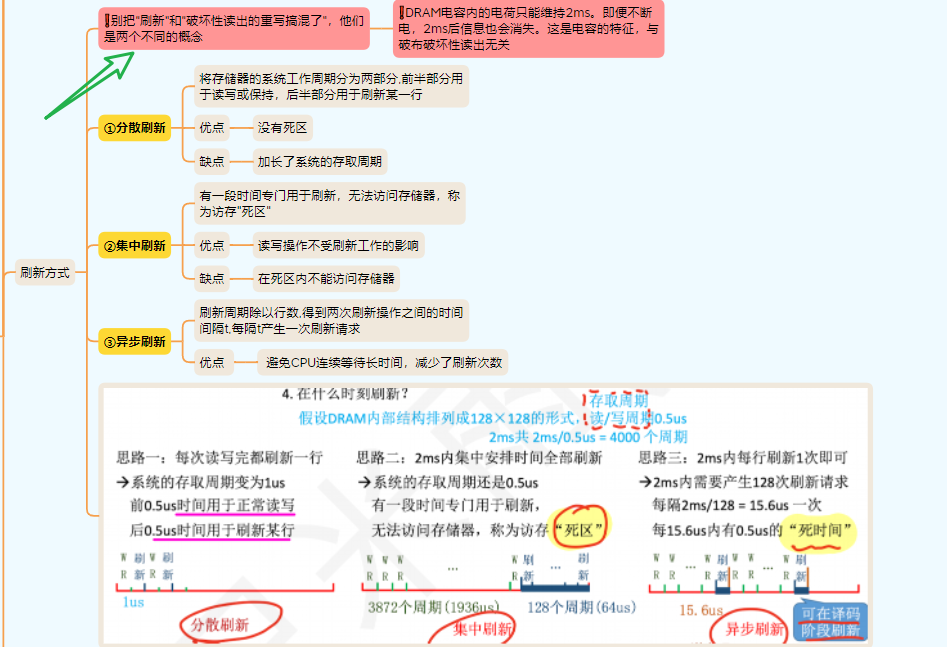 别把"刷新"和"破坏性读出的重写搞混了"，他们
是两个不同的概念
DRAM电容内的电荷只能维持2ms。即便不断
电，2ms后信息也会消失。这是电容的特征，与
破布破坏性读出无关
刷新方式
①分散刷新
将存储器的系统工作周期分为两部分,前半部分用
于读写或保持，后半部分用于刷新某一行
优点
没有死区
缺点
加长了系统的存取周期
②集中刷新
有一段时间专门用于刷新，无法访问存储器，称
为访存"死区"
优点
读写操作不受刷新工作的影响
缺点
在死区内不能访问存储器
③异步刷新
刷新周期除以行数,得到两次刷新操作之间的时间
间隔t,每隔t产生一次刷新请求
优点
避免CPU连续等待长时间，减少了刷新次数
4. 在什么时刻刷新？
存取周期
假设DRAM内部结构排列成128×128的形式，读/写周期0.5us
2ms共 2ms/0.5us = 4000 个周期
思路一：每次读写完都刷新一行
→系统的存取周期变为1us
前0.5us时间用于正常读写
后0.5us时间用于刷新某行
W 刷 W 刷
R 新 R 新
1us
分散刷新
思路二：2ms内集中安排时间全部刷新
→系统的存取周期还是0.5us
有一段时间专门用于刷新，
无法访问存储器，称为访存“死区”
W W W ... W 刷 ... 刷
R R R R 新 新
3872个周期(1936us) 128个周期(64us)
集中刷新
思路三：2ms内每行刷新1次即可
→2ms内需要产生128次刷新请求
每隔2ms/128 = 15.6us 一次
每15.6us内有0.5us的“死时间”
W W ... W 刷 W W ... W 刷
R R R 新 R R R 新
15.6us
可在译码
阶段刷新
异步刷新